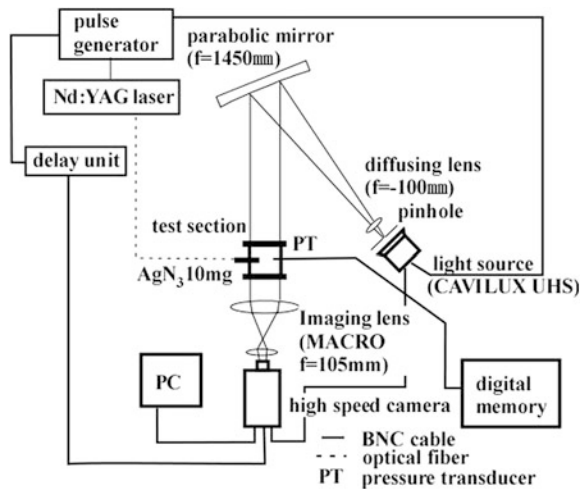 pulse
generator
parabolic mirror
(f=1450mm)
Nd:YAG laser
delay unit
diffusing lens
(f=-100mm)
pinhole
test section
PT
AgN3 10mg
light source
(CAVILUX UHS)
Imaging lens
(MACRO
f=105mm)
PC
digital
memory
high speed camera
BNC cable
optical fiber
PT pressure transducer